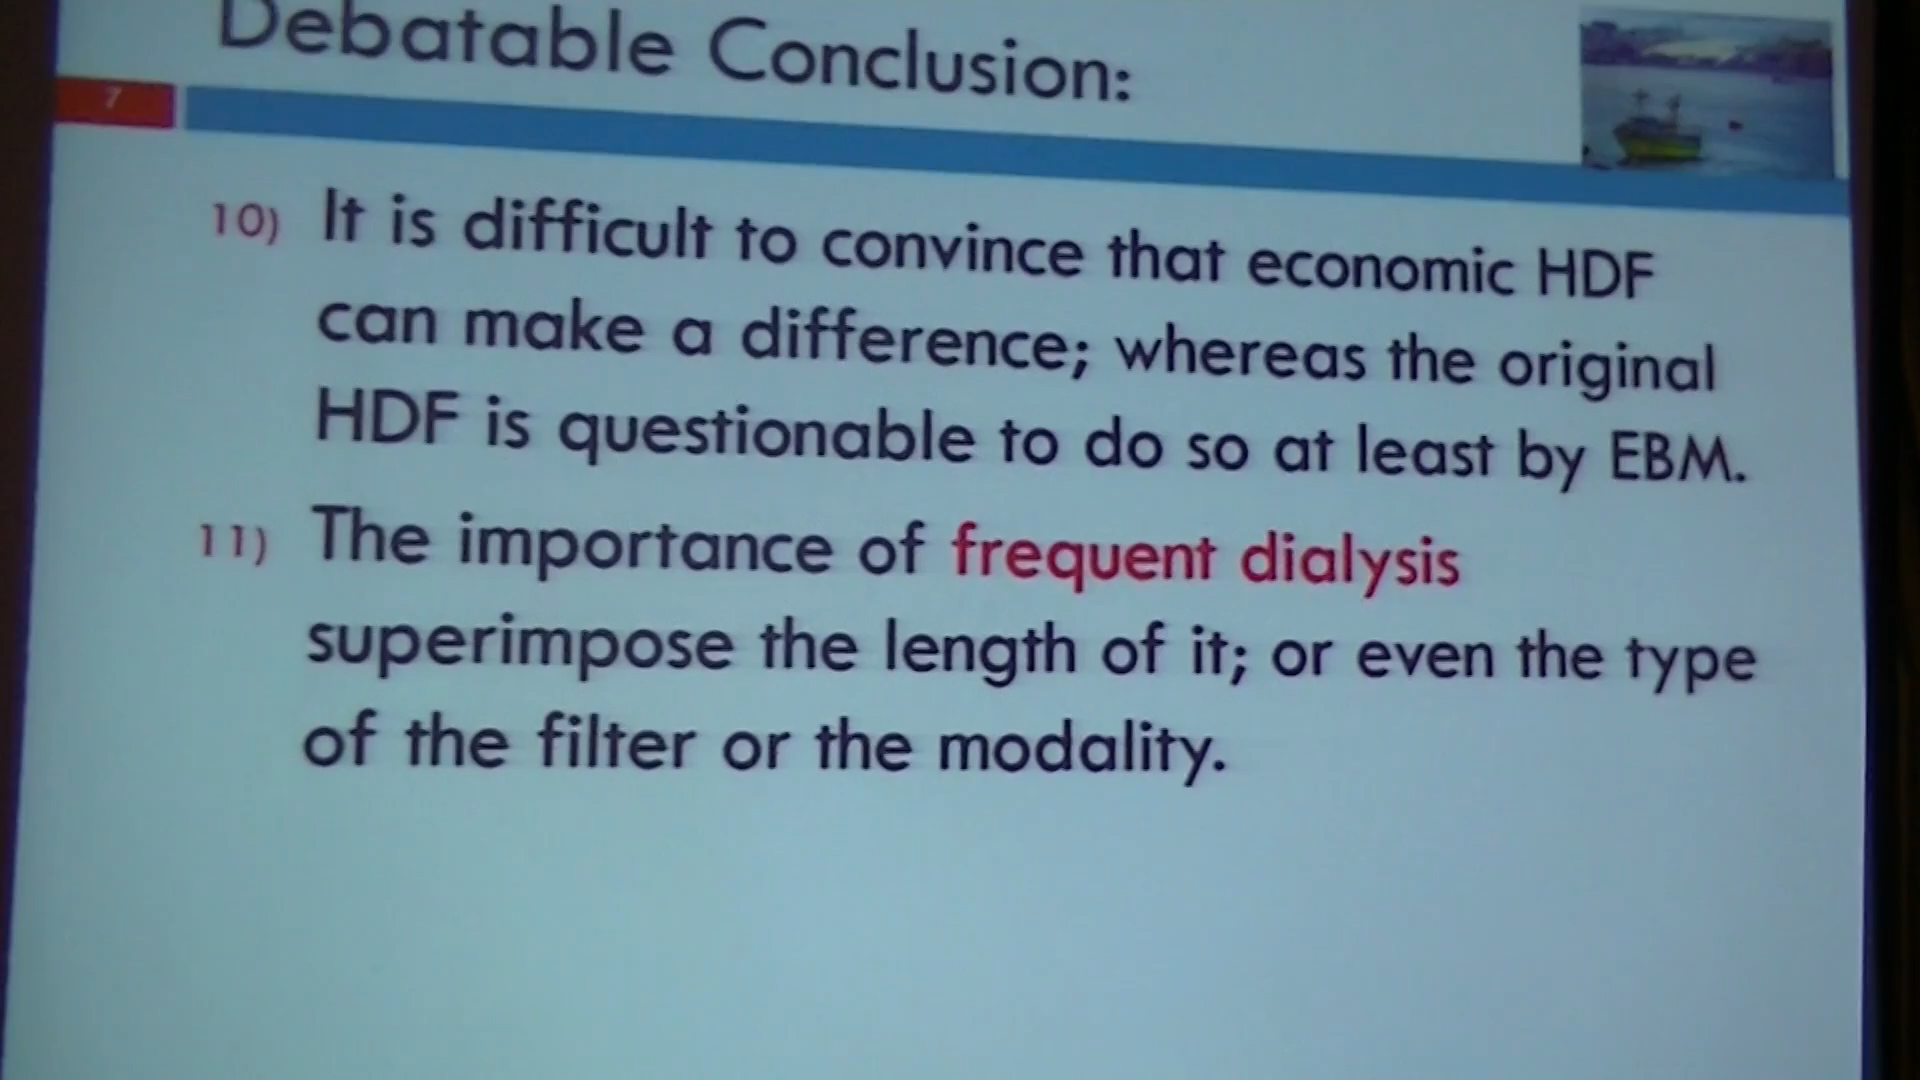 Debatable Conclusion:
7
10) It is difficult to convince that economic HDF
can make a difference; whereas the original
HDF is questionable to do so at least by EBM.
11) The importance of frequent dialysis
superimpose the length of it; or even the type
of the filter or the modality.